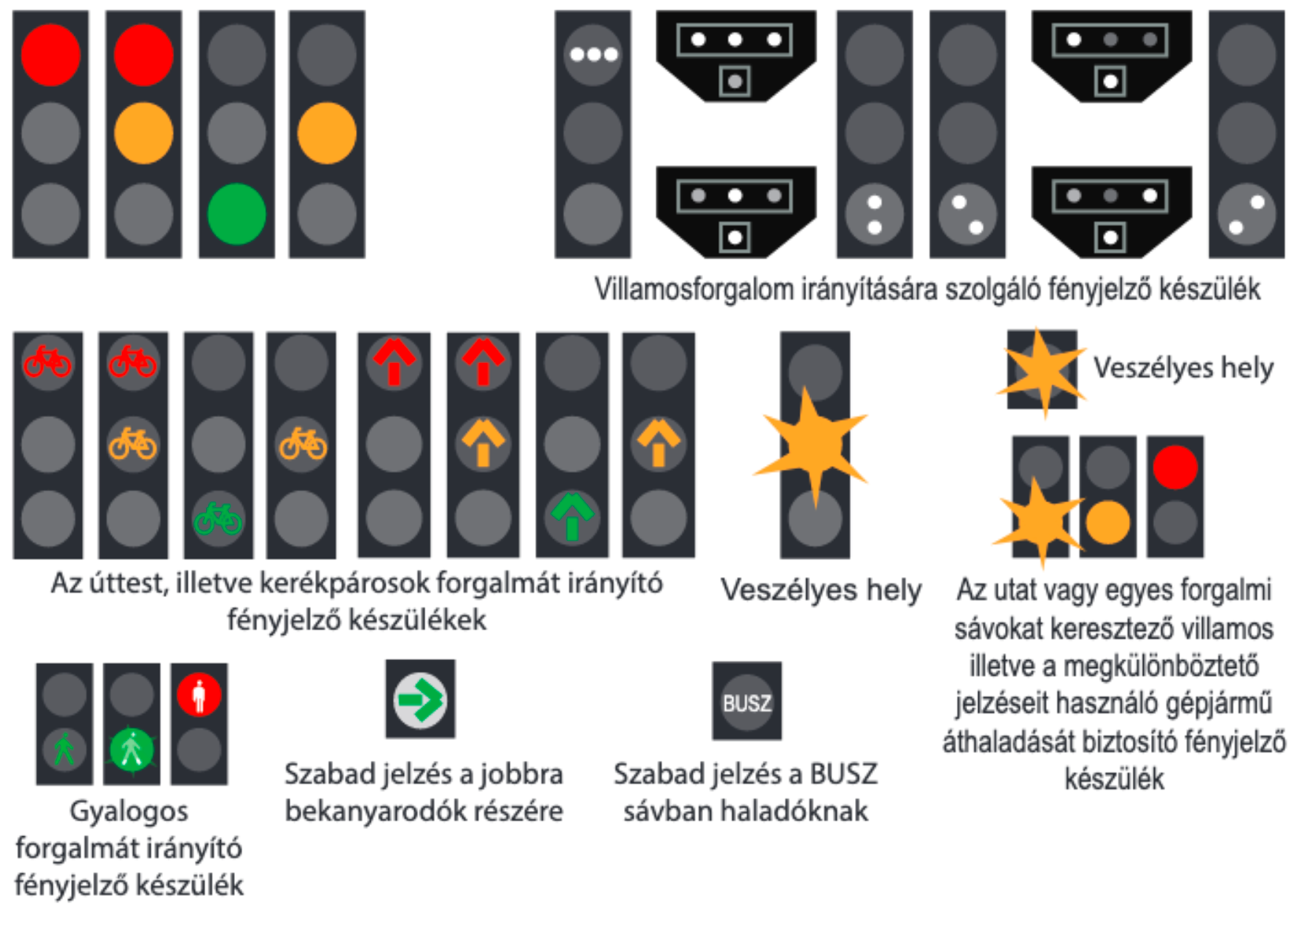 Villamosforgalom irányítására szolgáló fényjelző készülék
Veszélyes hely
Az úttest, illetve kerékpárosok forgalmát irányító
fényjelző készülékek
Veszélyes hely
Az utat vagy egyes forgalmi
sávokat keresztező villamos
illetve a megkülönböztető
jelzéseit használó gépjármű
áthaladását biztosító fényjelző
készülék
BUSZ
Gyalogos
forgalmát irányító
fényjelző készülék
Szabad jelzés a jobbra
bekanyarodók részére
Szabad jelzés a BUSZ
sávban haladóknak